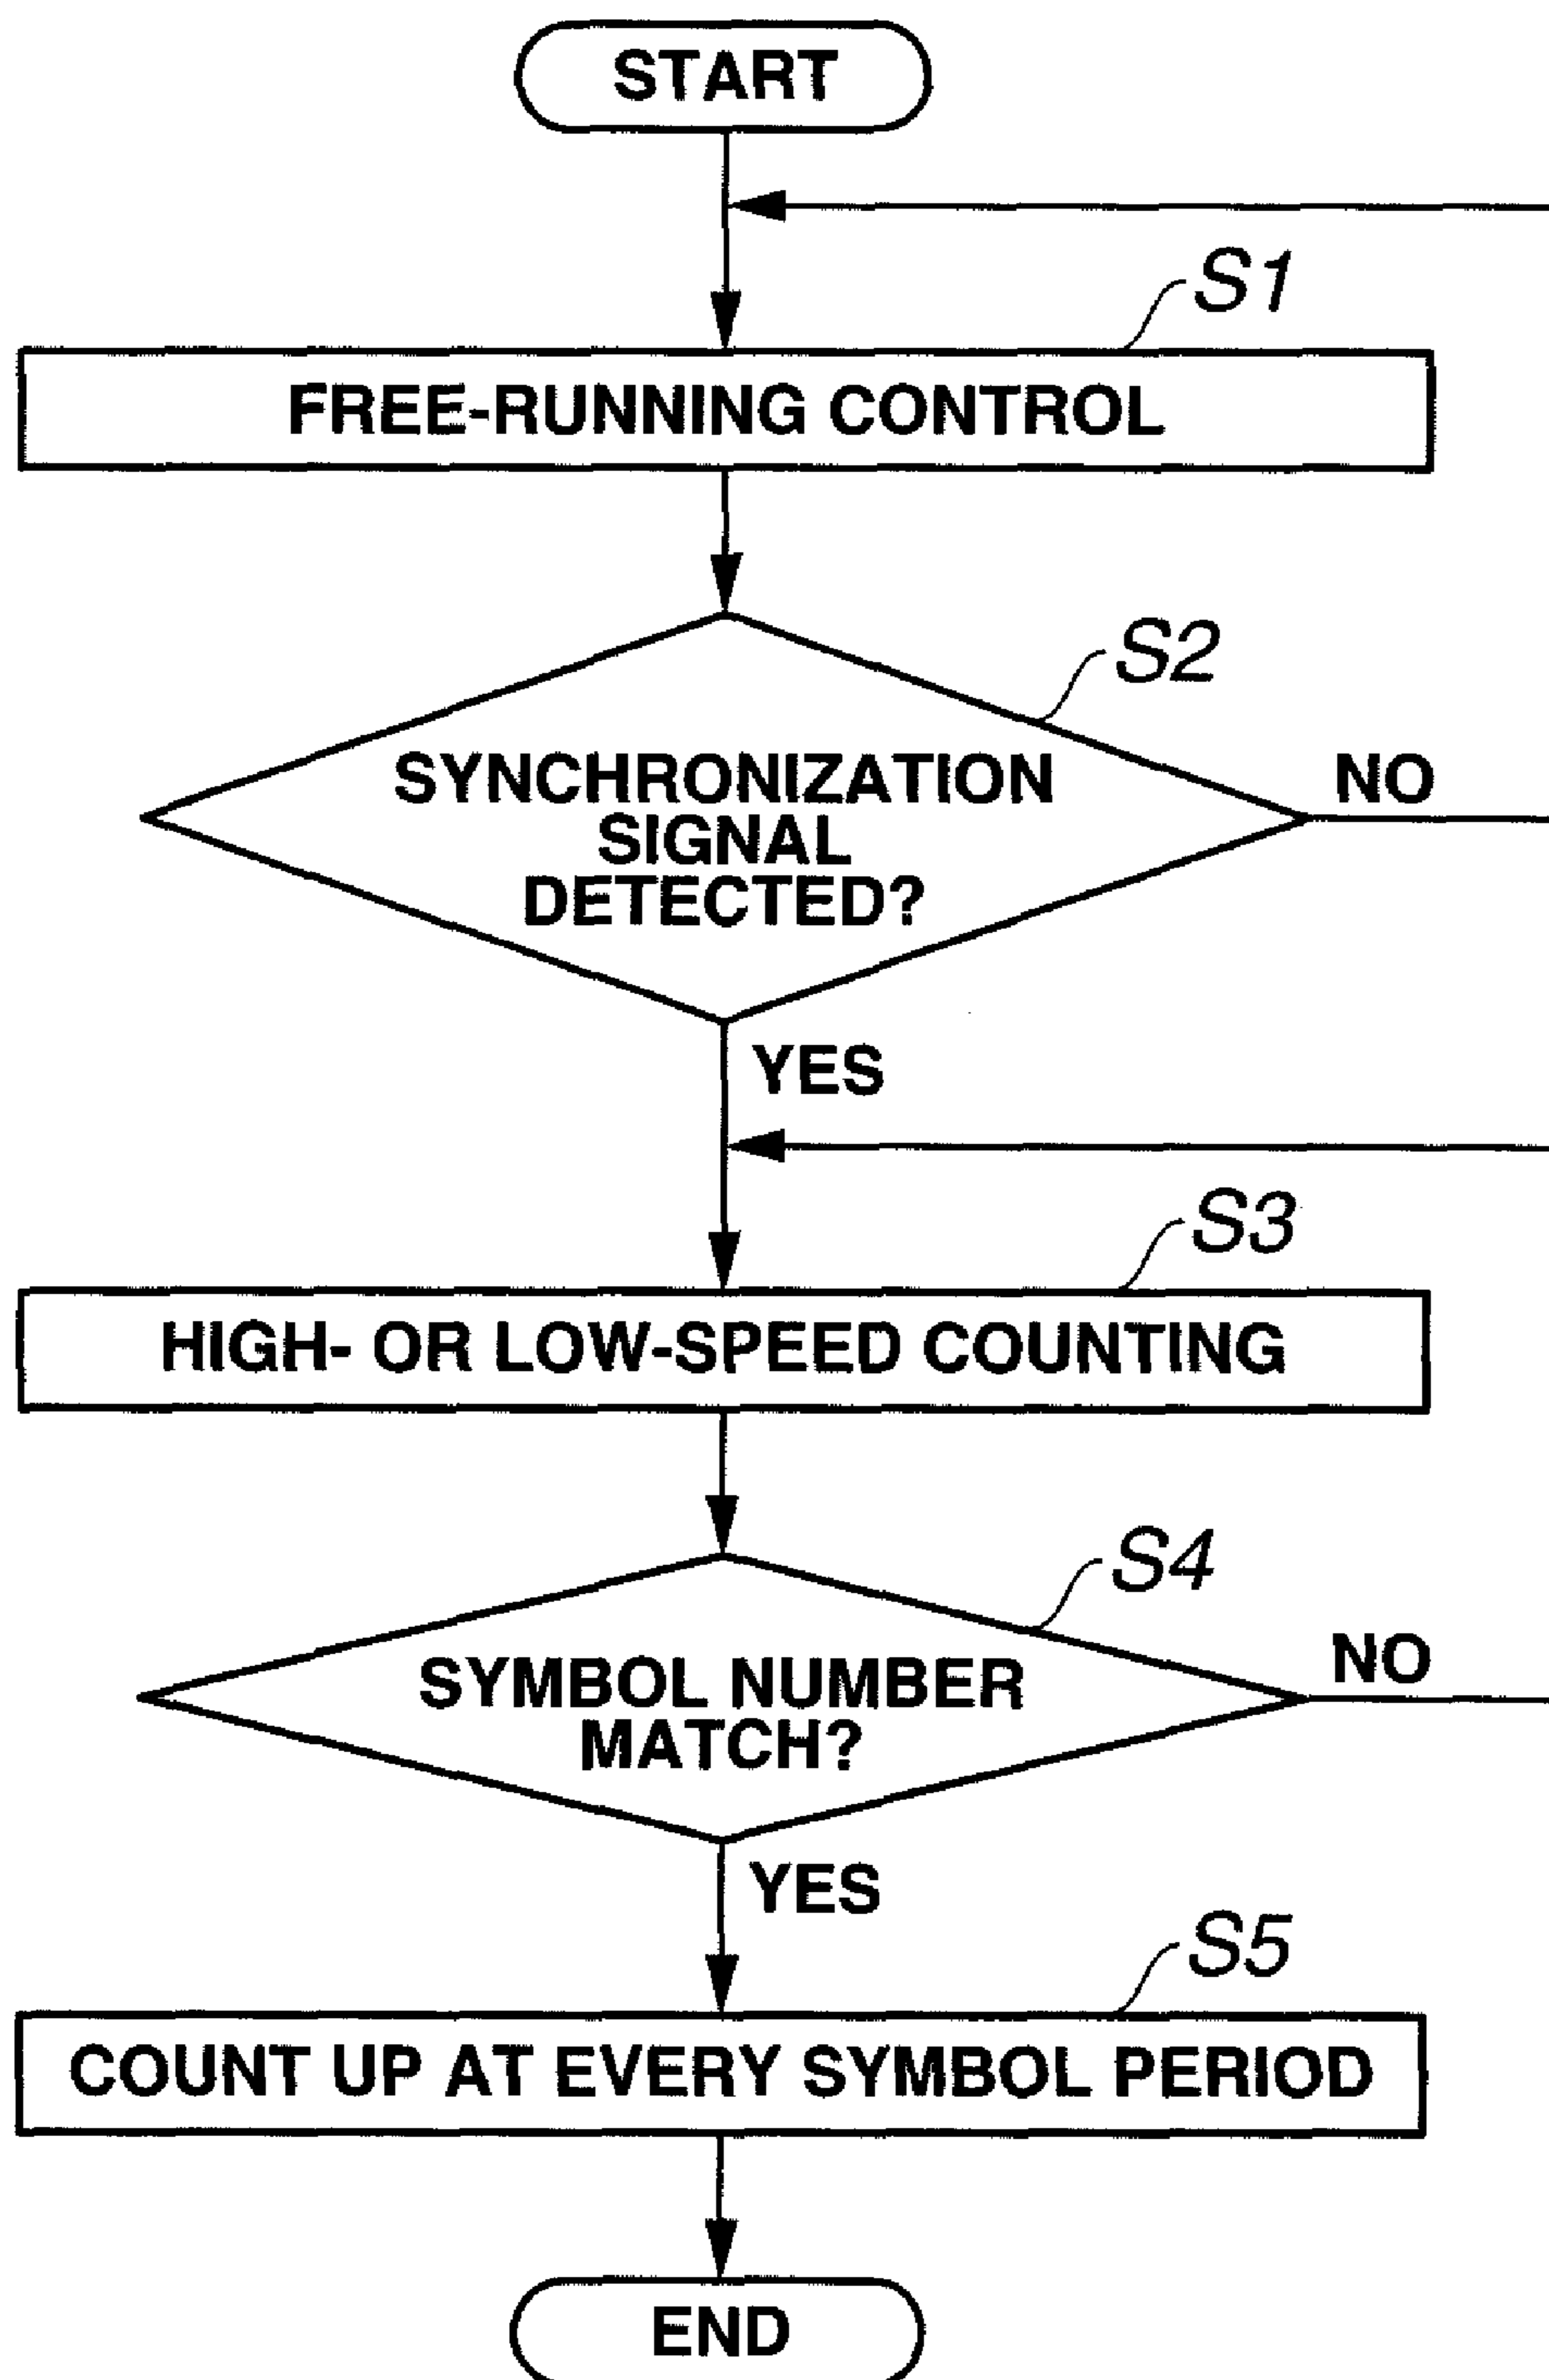 START
S1
FREE-RUNNING CONTROL
S2
SYNCHRONIZATION
SIGNAL
DETECTED?
NO
YES
S3
HIGH- OR LOW-SPEED COUNTING
S4
SYMBOL NUMBER
MATCH?
NO
YES
S5
COUNT UP AT EVERY SYMBOL PERIOD
END